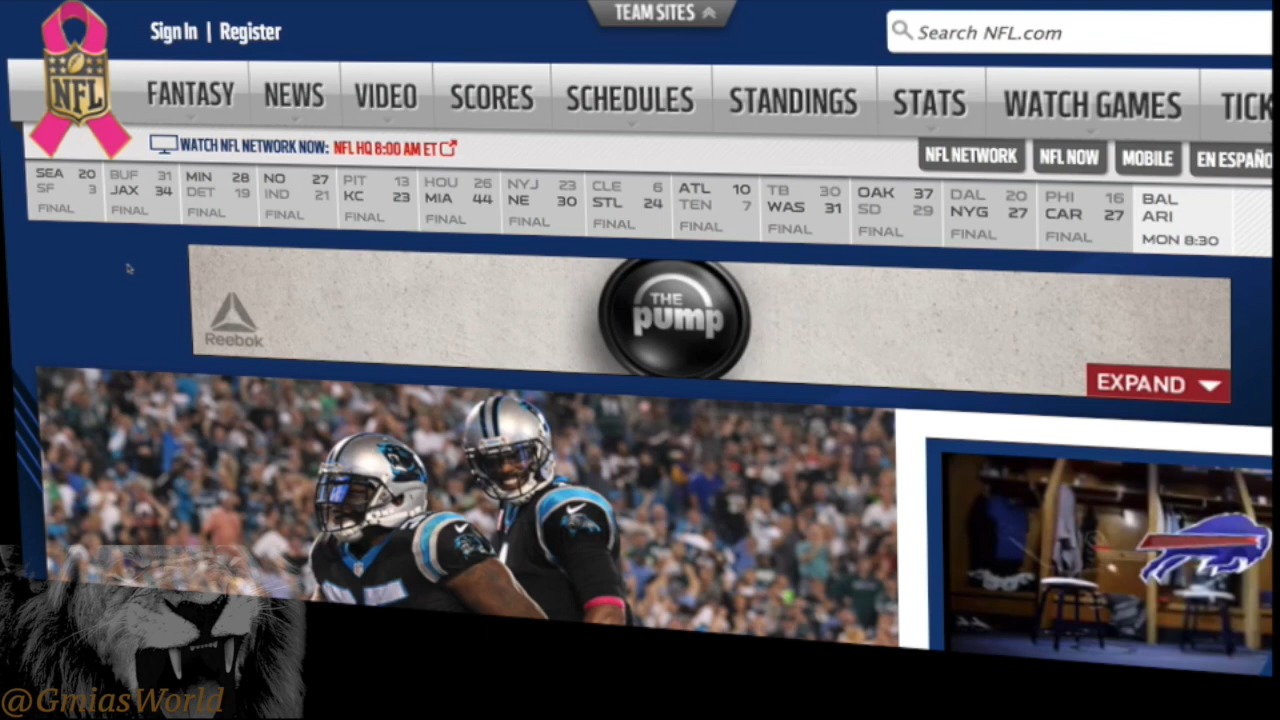 TEAM SITES
Sign In | Register
Search NFL.com
NFL
FANTASY NEWS VIDEO SCORES SCHEDULES STANDINGS STATS WATCH GAMES TICK
WATCH NFL NETWORK NOW: NFL HQ 8:00 AM ET
NFL NETWORK NFL NOW MOBILE EN ESPAÑO
SEA 20 BUF 31 MIN 28 NO 27 PIT 13 HOU 26 NYJ 23 CLE 6 ATL 10 TB 30 OAK 37 DAL 20 PHI 16 BAL
SF 3 JAX 34 DET 19 IND 21 KC 23 MIA 44 NE 30 STL 24 TEN 7 WAS 31 SD 29 NYG 27 CAR 27 ARI
FINAL FINAL FINAL FINAL FINAL FINAL FINAL FINAL FINAL FINAL FINAL FINAL FINAL MON 8:30
THE
pump
Reebok
EXPAND
@GmiasWorld